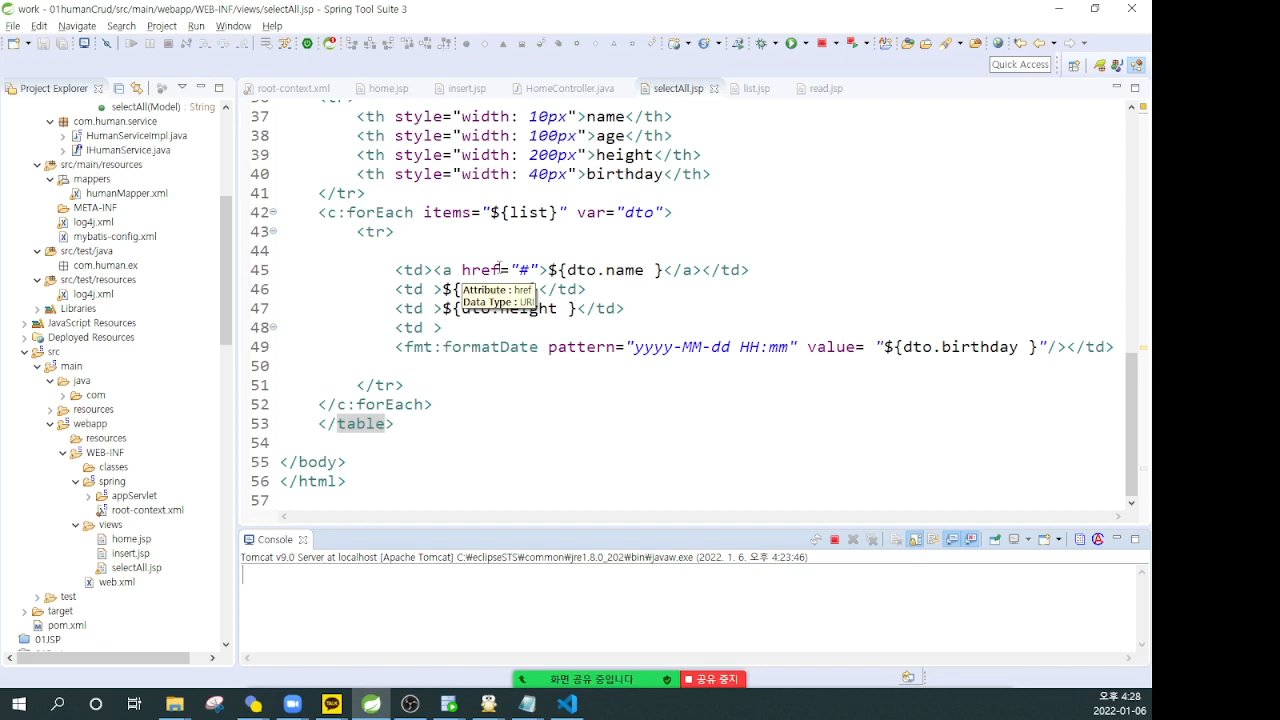 work - 01humanCrud/src/main/webapp/WEB-INF/views/selectAll.jsp - Spring Tool Suite 3
File Edit Navigate Search Project Run Window Help
Quick Access
Project Explorer
root-context.xml home.jsp insert.jsp HomeController.java selectAll.jsp list.jsp read.jsp
selectAll(Model) : String
com.human.service
HumanServiceImpl.java
IHumanService.java
src/main/resources
mappers
humanMapper.xml
META-INF
log4j.xml
mybatis-config.xml
src/test/java
com.human.ex
src/test/resources
log4j.xml
Libraries
JavaScript Resources
Deployed Resources
src
main
java
com
resources
webapp
resources
WEB-INF
classes
spring
appServlet
root-context.xml
views
home.jsp
insert.jsp
selectAll.jsp
web.xml
test
target
pom.xml
01JSP
37 <th style="width: 10px">name</th>
38 <th style="width: 100px">age</th>
39 <th style="width: 200px">height</th>
40 <th style="width: 40px">birthday</th>
41 </tr>
42 <c:forEach items="${list}" var="dto">
43 <tr>
44
45 <td><a href="#">${dto.name }</a></td>
46 <td >${ </td>
Attribute : href
Data Type : URI
47 <td >${dto.height }</td>
48 <td >
49 <fmt:formatDate pattern="yyyy-MM-dd HH:mm" value= "${dto.birthday }"/></td>
50
51 </tr>
52 </c:forEach>
53 </table>
54
55 </body>
56 </html>
57
Console
Tomcat v9.0 Server at localhost [Apache Tomcat] C:₩eclipseSTS₩common₩jre1.8.0_202₩bin₩javaw.exe (2022. 1. 6. 오후 4:23:46)
화면 공유 중입니다 공유 중지
TALK
오후 4:28
2022-01-06